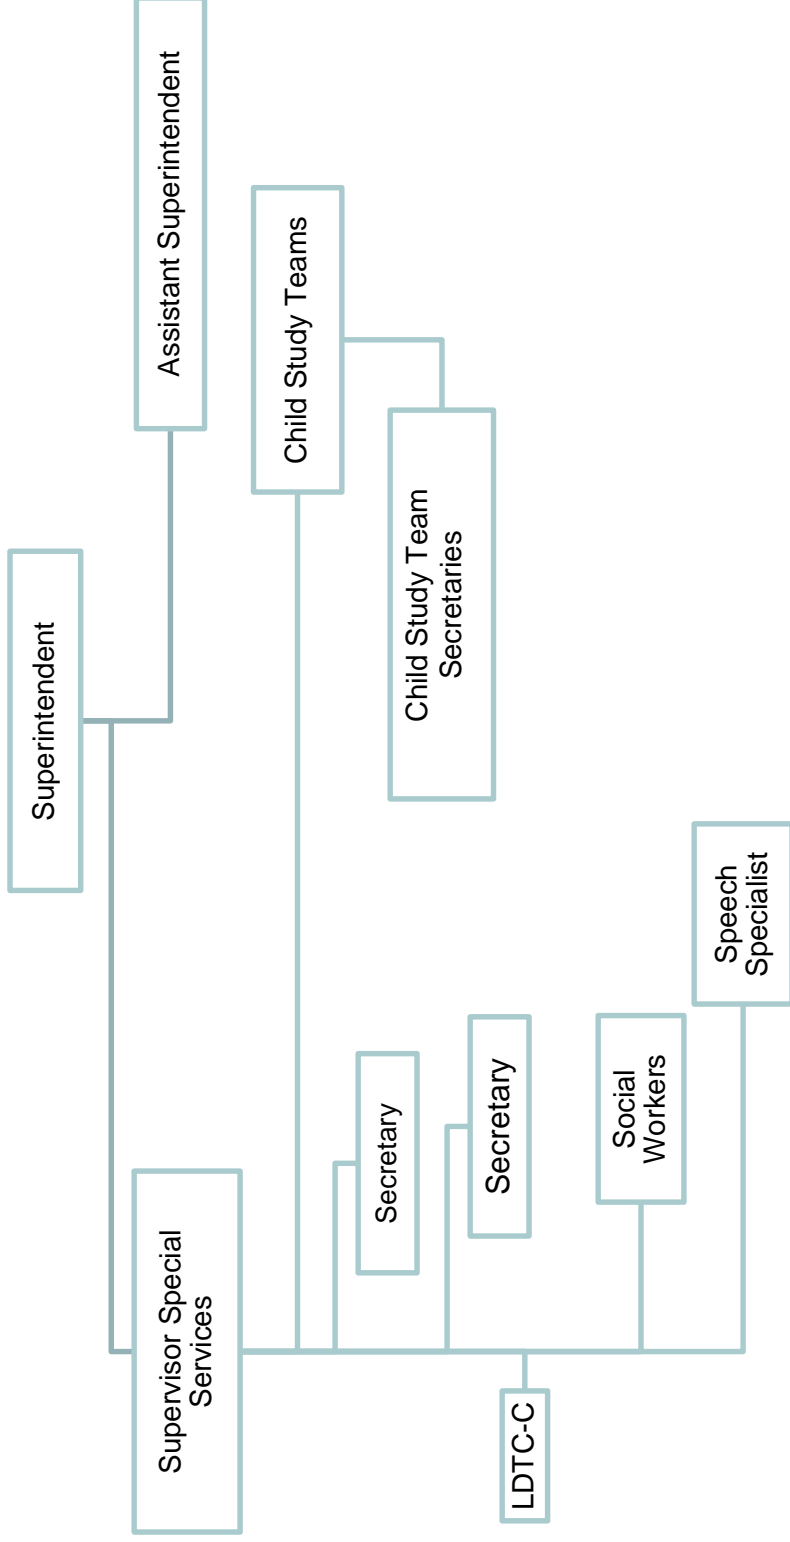 Superintendent
Supervisor Special
Services
Assistant Superintendent
Child Study Teams
Secretary
Child Study Team
Secretaries
Secretary
LDTC-C
Social
Workers
Speech
Specialist